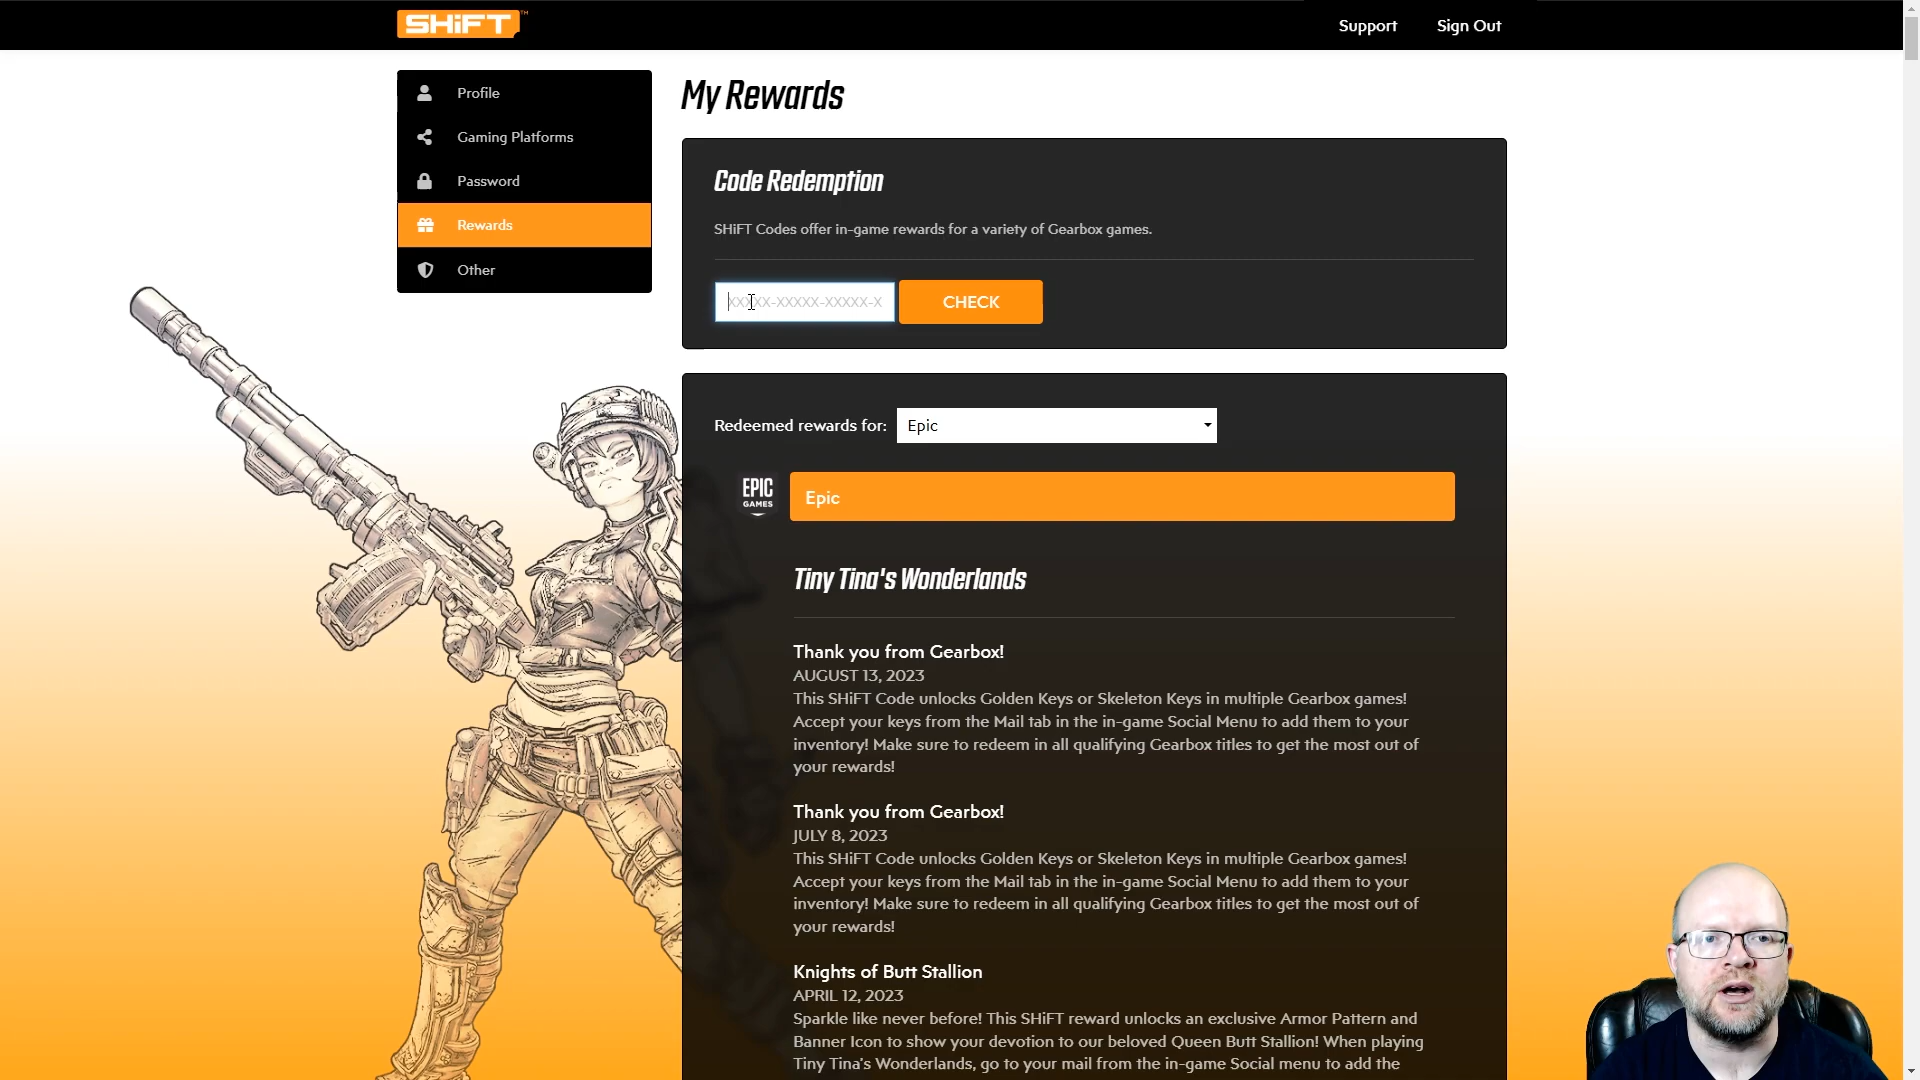 SHiFT™
Support
Sign Out
Profile
Gaming Platforms
Password
Rewards
Other
My Rewards
Code Redemption
SHiFT Codes offer in-game rewards for a variety of Gearbox games.
XXXXX-XXXXX-XXXXX-X
CHECK
Redeemed rewards for:
Epic
EPIC
GAMES
Epic
Tiny Tina's Wonderlands
Thank you from Gearbox!
AUGUST 13, 2023
This SHiFT Code unlocks Golden Keys or Skeleton Keys in multiple Gearbox games!
Accept your keys from the Mail tab in the in-game Social Menu to add them to your
inventory! Make sure to redeem in all qualifying Gearbox titles to get the most out of
your rewards!
Thank you from Gearbox!
JULY 8, 2023
This SHiFT Code unlocks Golden Keys or Skeleton Keys in multiple Gearbox games!
Accept your keys from the Mail tab in the in-game Social Menu to add them to your
inventory! Make sure to redeem in all qualifying Gearbox titles to get the most out of
your rewards!
Knights of Butt Stallion
APRIL 12, 2023
Sparkle like never before! This SHiFT reward unlocks an exclusive Armor Pattern and
Banner Icon to show your devotion to our beloved Queen Butt Stallion! When playing
Tiny Tina's Wonderlands, go to your mail from the in-game Social menu to add the